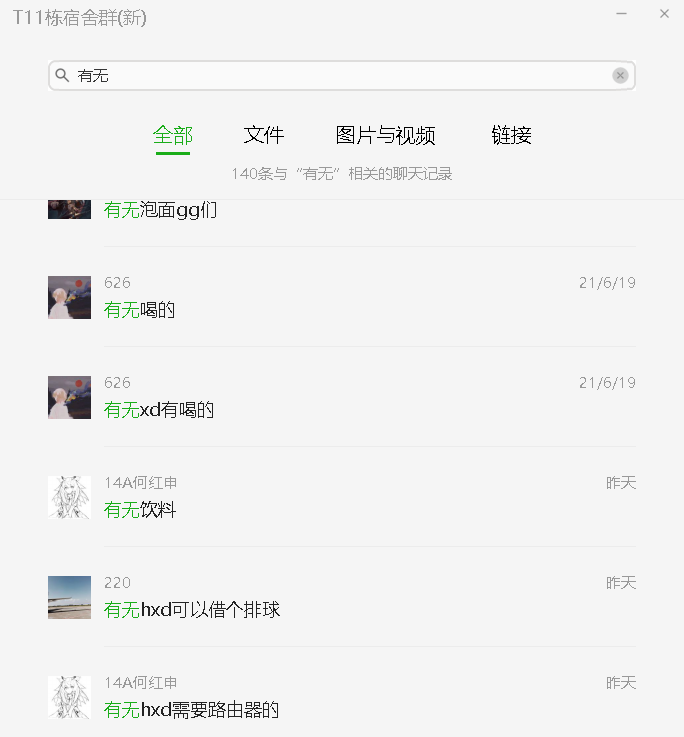 T11栋宿舍群(新)
有无
全部 文件 图片与视频 链接
140条与“有无”相关的聊天记录
有无泡面gg们
626 21/6/19
有无喝的
626 21/6/19
有无xd有喝的
14A何红申 昨天
有无饮料
220 昨天
有无hxd可以借个排球
14A何红申 昨天
有无hxd需要路由器的